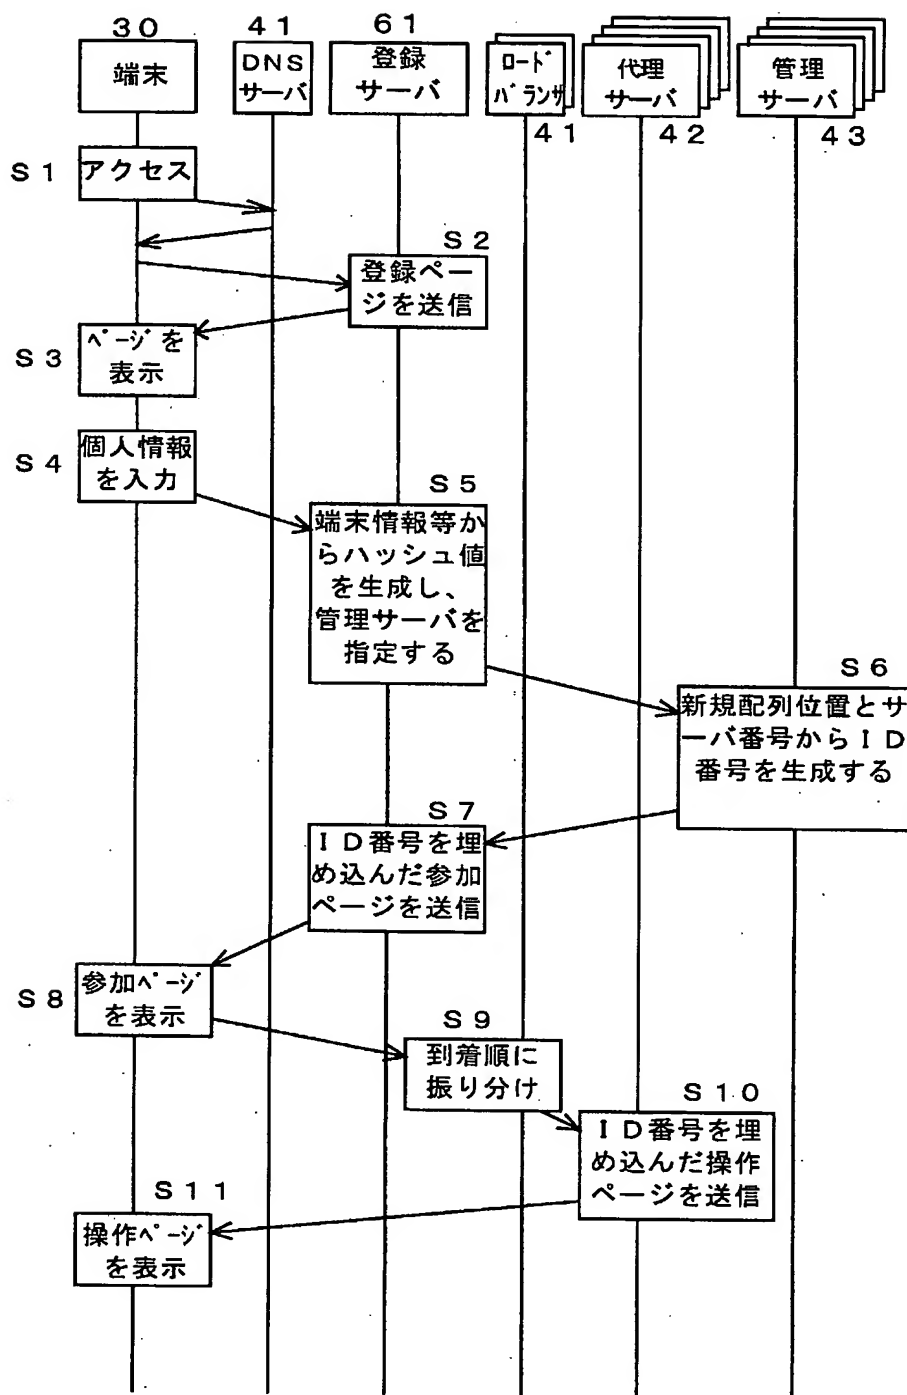 30
41
61
端末
DNS
サーバ
登録
サーバ
ロード
バランサ
代理
サーバ
管理
サーバ
41
42
43
S1
アクセス
S2
登録ペー
ジを送信
S3
ページを
表示
S4
個人情報
を入力
S5
端末情報等か
らハッシュ値
を生成し、
管理サーバを
指定する
S6
新規配列位置とサ
ーバ番号からID
番号を生成する
S7
ID番号を埋
め込んだ参加
ページを送信
S8
参加ページ
を表示
S9
到着順に
振り分け
S10
ID番号を埋
め込んだ操作
ページを送信
S11
操作ページ
を表示